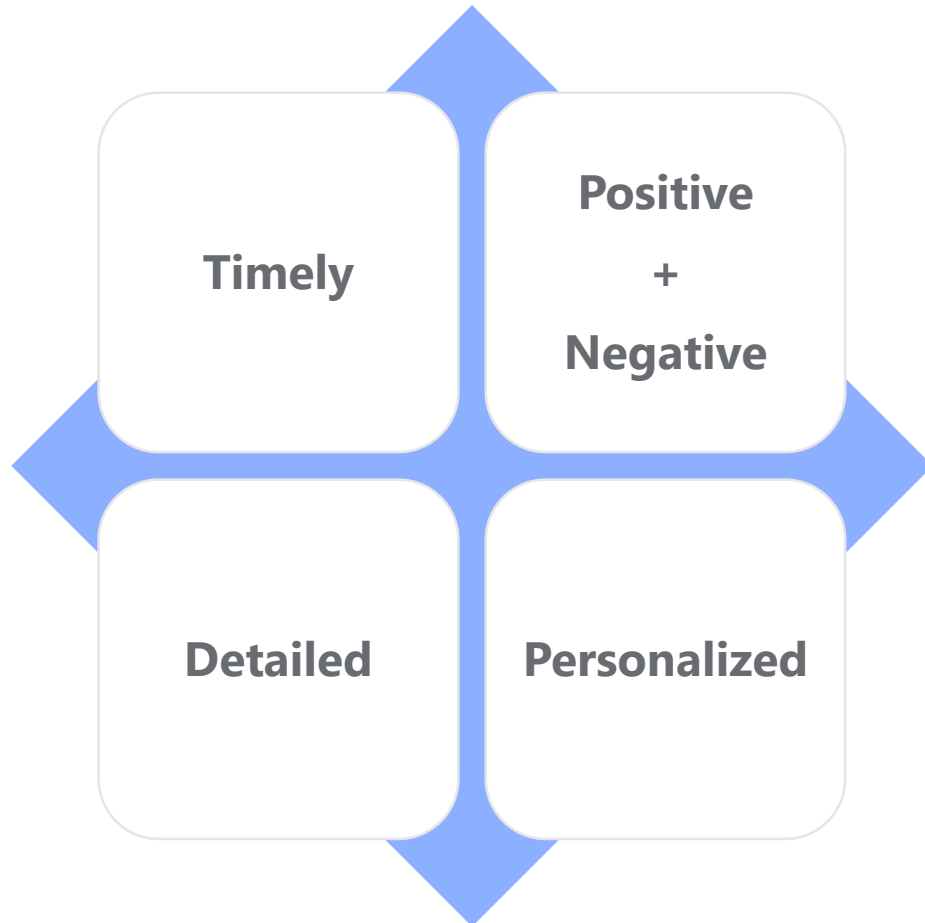 Timely
Positive
+
Negative
Detailed
Personalized